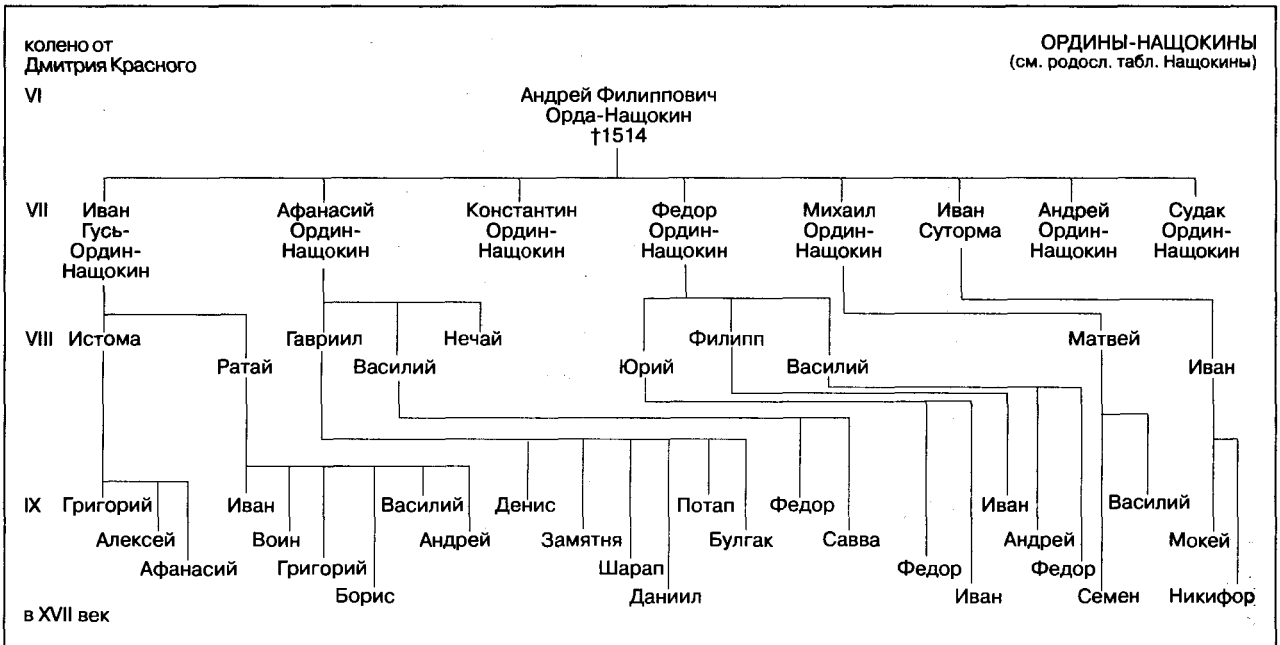 колено от
Дмитрия Красного
ОРДИНЫ-НАЩОКИНЫ
(см. родосл. табл. Нащокины)
VI
Андрей Филиппович
Орда-Нащокин
†1514
VII
Иван
Гусь-
Ордин-
Нащокин
Афанасий
Ордин-
Нащокин
Константин
Ордин-
Нащокин
Федор
Ордин-
Нащокин
Михаил
Ордин-
Нащокин
Иван
Суторма
Андрей
Ордин-
Нащокин
Судак
Ордин-
Нащокин
VIII Истома
Гавриил
Нечай
Филипп
Матвей
Ратай
Василий
Юрий
Василий
Иван
IX Григорий
Иван
Василий
Денис
Потап
Федор
Иван
Василий
Алексей
Воин
Андрей
Замятня
Булгак
Савва
Андрей
Мокей
Афанасий
Григорий
Шарап
Федор
Федор
Борис
Даниил
Иван
Семен
Никифор
в XVII век